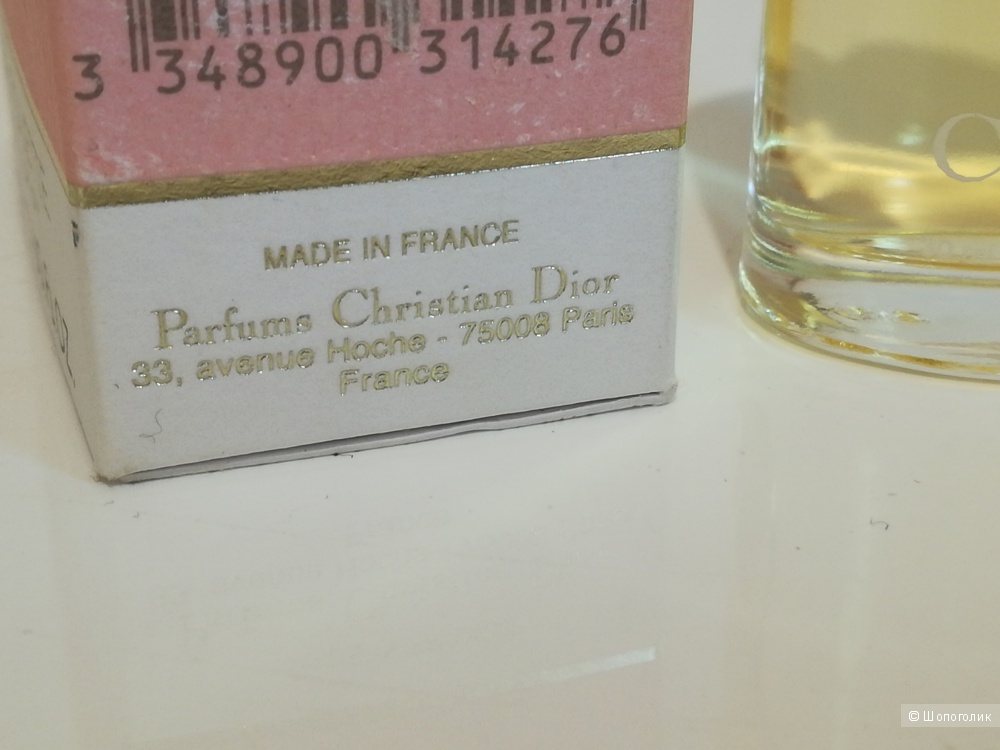 3 348900 314276
MADE IN FRANCE
Parfums Christian Dior
33, avenue Hoche - 75008 Paris
France
C
© Шопоголик